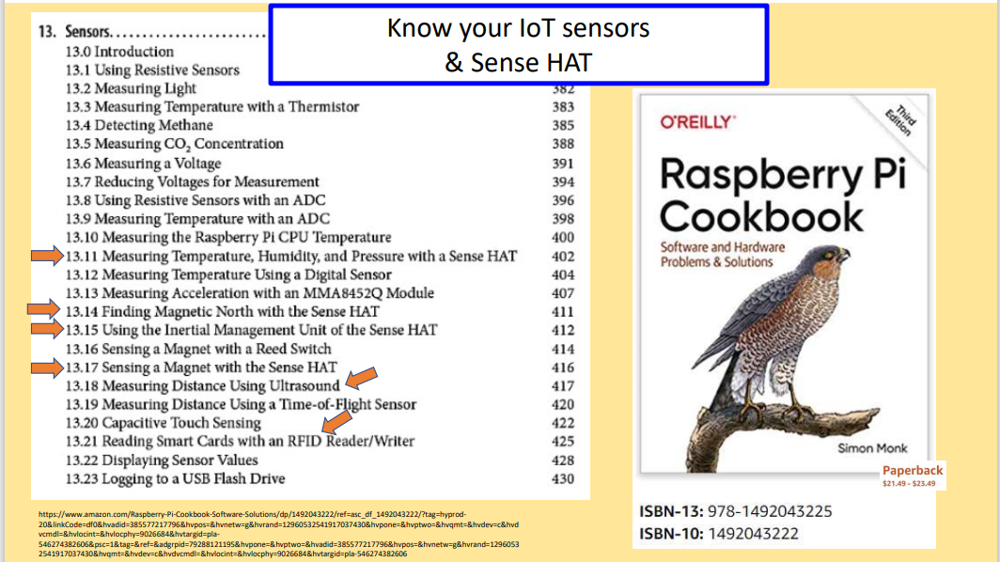 Know your IoT sensors
& Sense HAT
13. Sensors. . . . . . . . . . . . . . . . . . . . . . .
13.0 Introduction
13.1 Using Resistive Sensors
13.2 Measuring Light 382
13.3 Measuring Temperature with a Thermistor 383
13.4 Detecting Methane 385
13.5 Measuring CO₂ Concentration 388
13.6 Measuring a Voltage 391
13.7 Reducing Voltages for Measurement 394
13.8 Using Resistive Sensors with an ADC 396
13.9 Measuring Temperature with an ADC 398
13.10 Measuring the Raspberry Pi CPU Temperature 400
13.11 Measuring Temperature, Humidity, and Pressure with a Sense HAT 402
13.12 Measuring Temperature Using a Digital Sensor 404
13.13 Measuring Acceleration with an MMA8452Q Module 407
13.14 Finding Magnetic North with the Sense HAT 411
13.15 Using the Inertial Management Unit of the Sense HAT 412
13.16 Sensing a Magnet with a Reed Switch 414
13.17 Sensing a Magnet with the Sense HAT 416
13.18 Measuring Distance Using Ultrasound 417
13.19 Measuring Distance Using a Time-of-Flight Sensor 420
13.20 Capacitive Touch Sensing 422
13.21 Reading Smart Cards with an RFID Reader/Writer 425
13.22 Displaying Sensor Values 428
13.23 Logging to a USB Flash Drive 430
https://www.amazon.com/Raspberry-Pi-Cookbook-Software-Solutions/dp/1492043222/ref=asc_df_1492043222/?tag=hyprod-
20&linkCode=df0&hvadid=385577217796&hvpos=&hvnetw=g&hvrand=12960532541917037430&hvpone=&hvptwo=&hvqmt=&hvdev=c&hvd
vcmdl=&hvlocint=&hvlocphy=9026684&hvtargid=pla-
546274382606&psc=1&tag=&ref=&adgrpid=79288121195&hvpone=&hvptwo=&hvadid=385577217796&hvpos=&hvnetw=g&hvrand=1296053
2541917037430&hvqmt=&hvdev=c&hvdvcmdl=&hvlocint=&hvlocphy=9026684&hvtargid=pla-546274382606
O'REILLY®
Third
Edition
Raspberry Pi
Cookbook
Software and Hardware
Problems & Solutions
Simon Monk
Paperback
$21.49 - $23.49
ISBN-13: 978-1492043225
ISBN-10: 1492043222